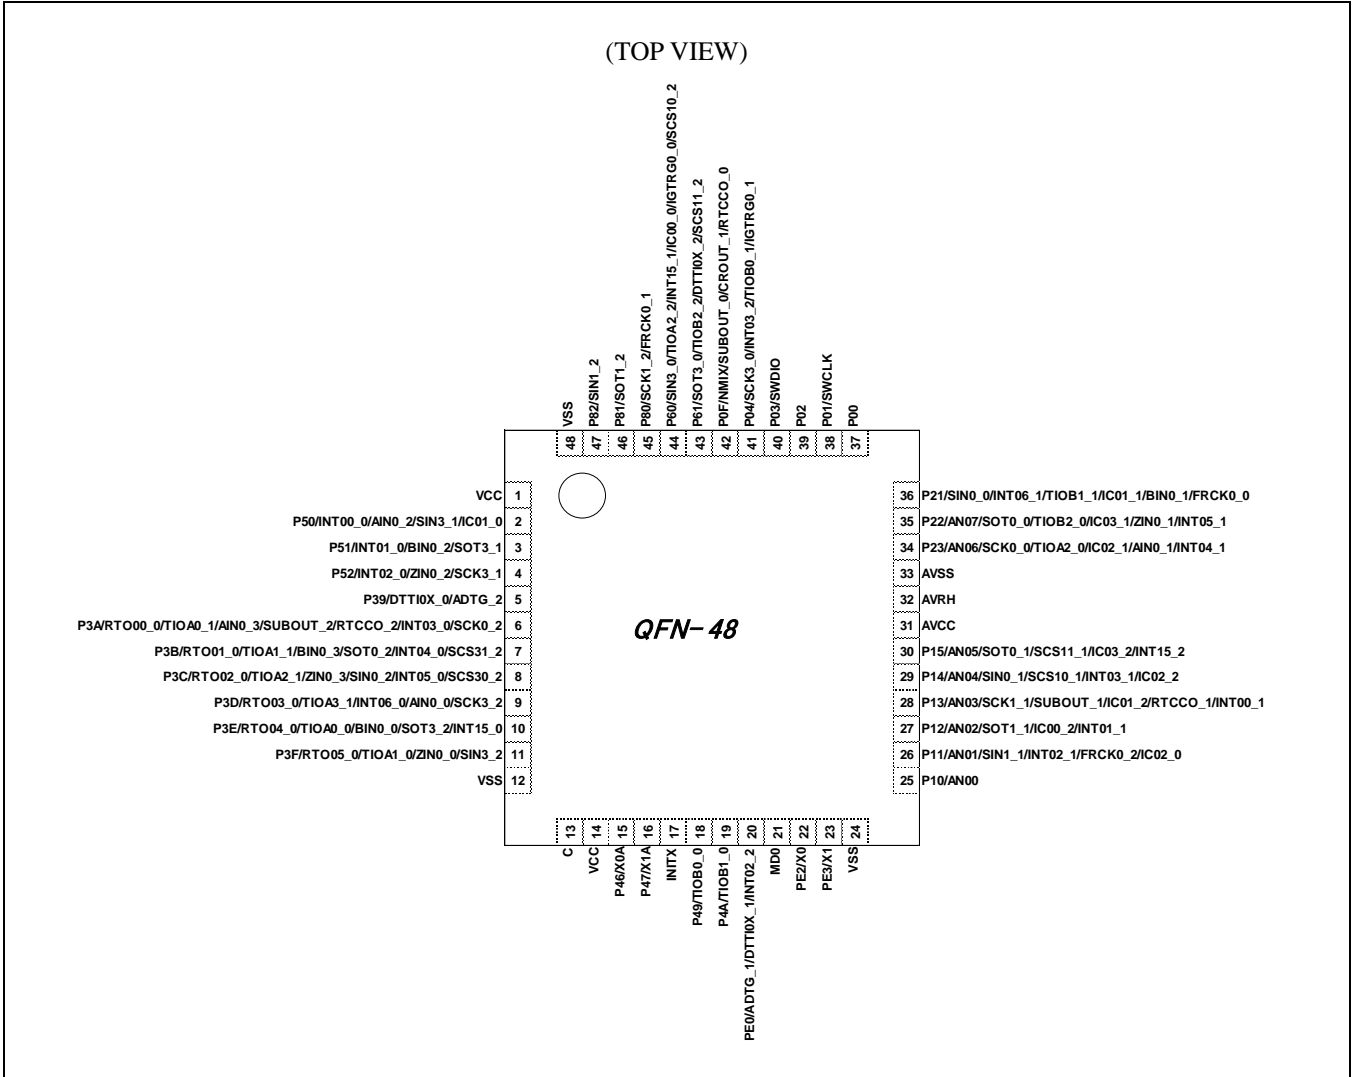 (TOP VIEW)
VSS
P82/SIN1_2
P81/SOT1_2
P80/SCK1_2/FRCK0_1
P60/SIN3_0/TIOA2_2/INT15_1/IC00_0/IGTRG0_0/SCS10_2
P61/SOT3_0/TIOB2_2/DTTI0X_2/SCS11_2
P0F/NMIX/SUBOUT_0/CROUT_1/RTCCO_0
P04/SCK3_0/INT03_2/TIOB0_1/IGTRG0_1
P03/SWDIO
P02
P01/SWCLK
P00
48 47 46 45 44 43 42 41 40 39 38 37
VCC 1
P50/INT00_0/AIN0_2/SIN3_1/IC01_0 2
P51/INT01_0/BIN0_2/SOT3_1 3
P52/INT02_0/ZIN0_2/SCK3_1 4
P39/DTTI0X_0/ADTG_2 5
P3A/RTO00_0/TIOA0_1/AIN0_3/SUBOUT_2/RTCCO_2/INT03_0/SCK0_2 6
P3B/RTO01_0/TIOA1_1/BIN0_3/SOT0_2/INT04_0/SCS31_2 7
P3C/RTO02_0/TIOA2_1/ZIN0_3/SIN0_2/INT05_0/SCS30_2 8
P3D/RTO03_0/TIOA3_1/INT06_0/AIN0_0/SCK3_2 9
P3E/RTO04_0/TIOA0_0/BIN0_0/SOT3_2/INT15_0 10
P3F/RTO05_0/TIOA1_0/ZIN0_0/SIN3_2 11
VSS 12
QFN-48
36 P21/SIN0_0/INT06_1/TIOB1_1/IC01_1/BIN0_1/FRCK0_0
35 P22/AN07/SOT0_0/TIOB2_0/IC03_1/ZIN0_1/INT05_1
34 P23/AN06/SCK0_0/TIOA2_0/IC02_1/AIN0_1/INT04_1
33 AVSS
32 AVRH
31 AVCC
30 P15/AN05/SOT0_1/SCS11_1/IC03_2/INT15_2
29 P14/AN04/SIN0_1/SCS10_1/INT03_1/IC02_2
28 P13/AN03/SCK1_1/SUBOUT_1/IC01_2/RTCCO_1/INT00_1
27 P12/AN02/SOT1_1/IC00_2/INT01_1
26 P11/AN01/SIN1_1/INT02_1/FRCK0_2/IC02_0
25 P10/AN00
13 14 15 16 17 18 19 20 21 22 23 24
C
VCC
P46/X0A
P47/X1A
INITX
P49/TIOB0_0
P4A/TIOB1_0
PE0/ADTG_1/DTTI0X_1/INT02_2
MD0
PE2/X0
PE3/X1
VSS